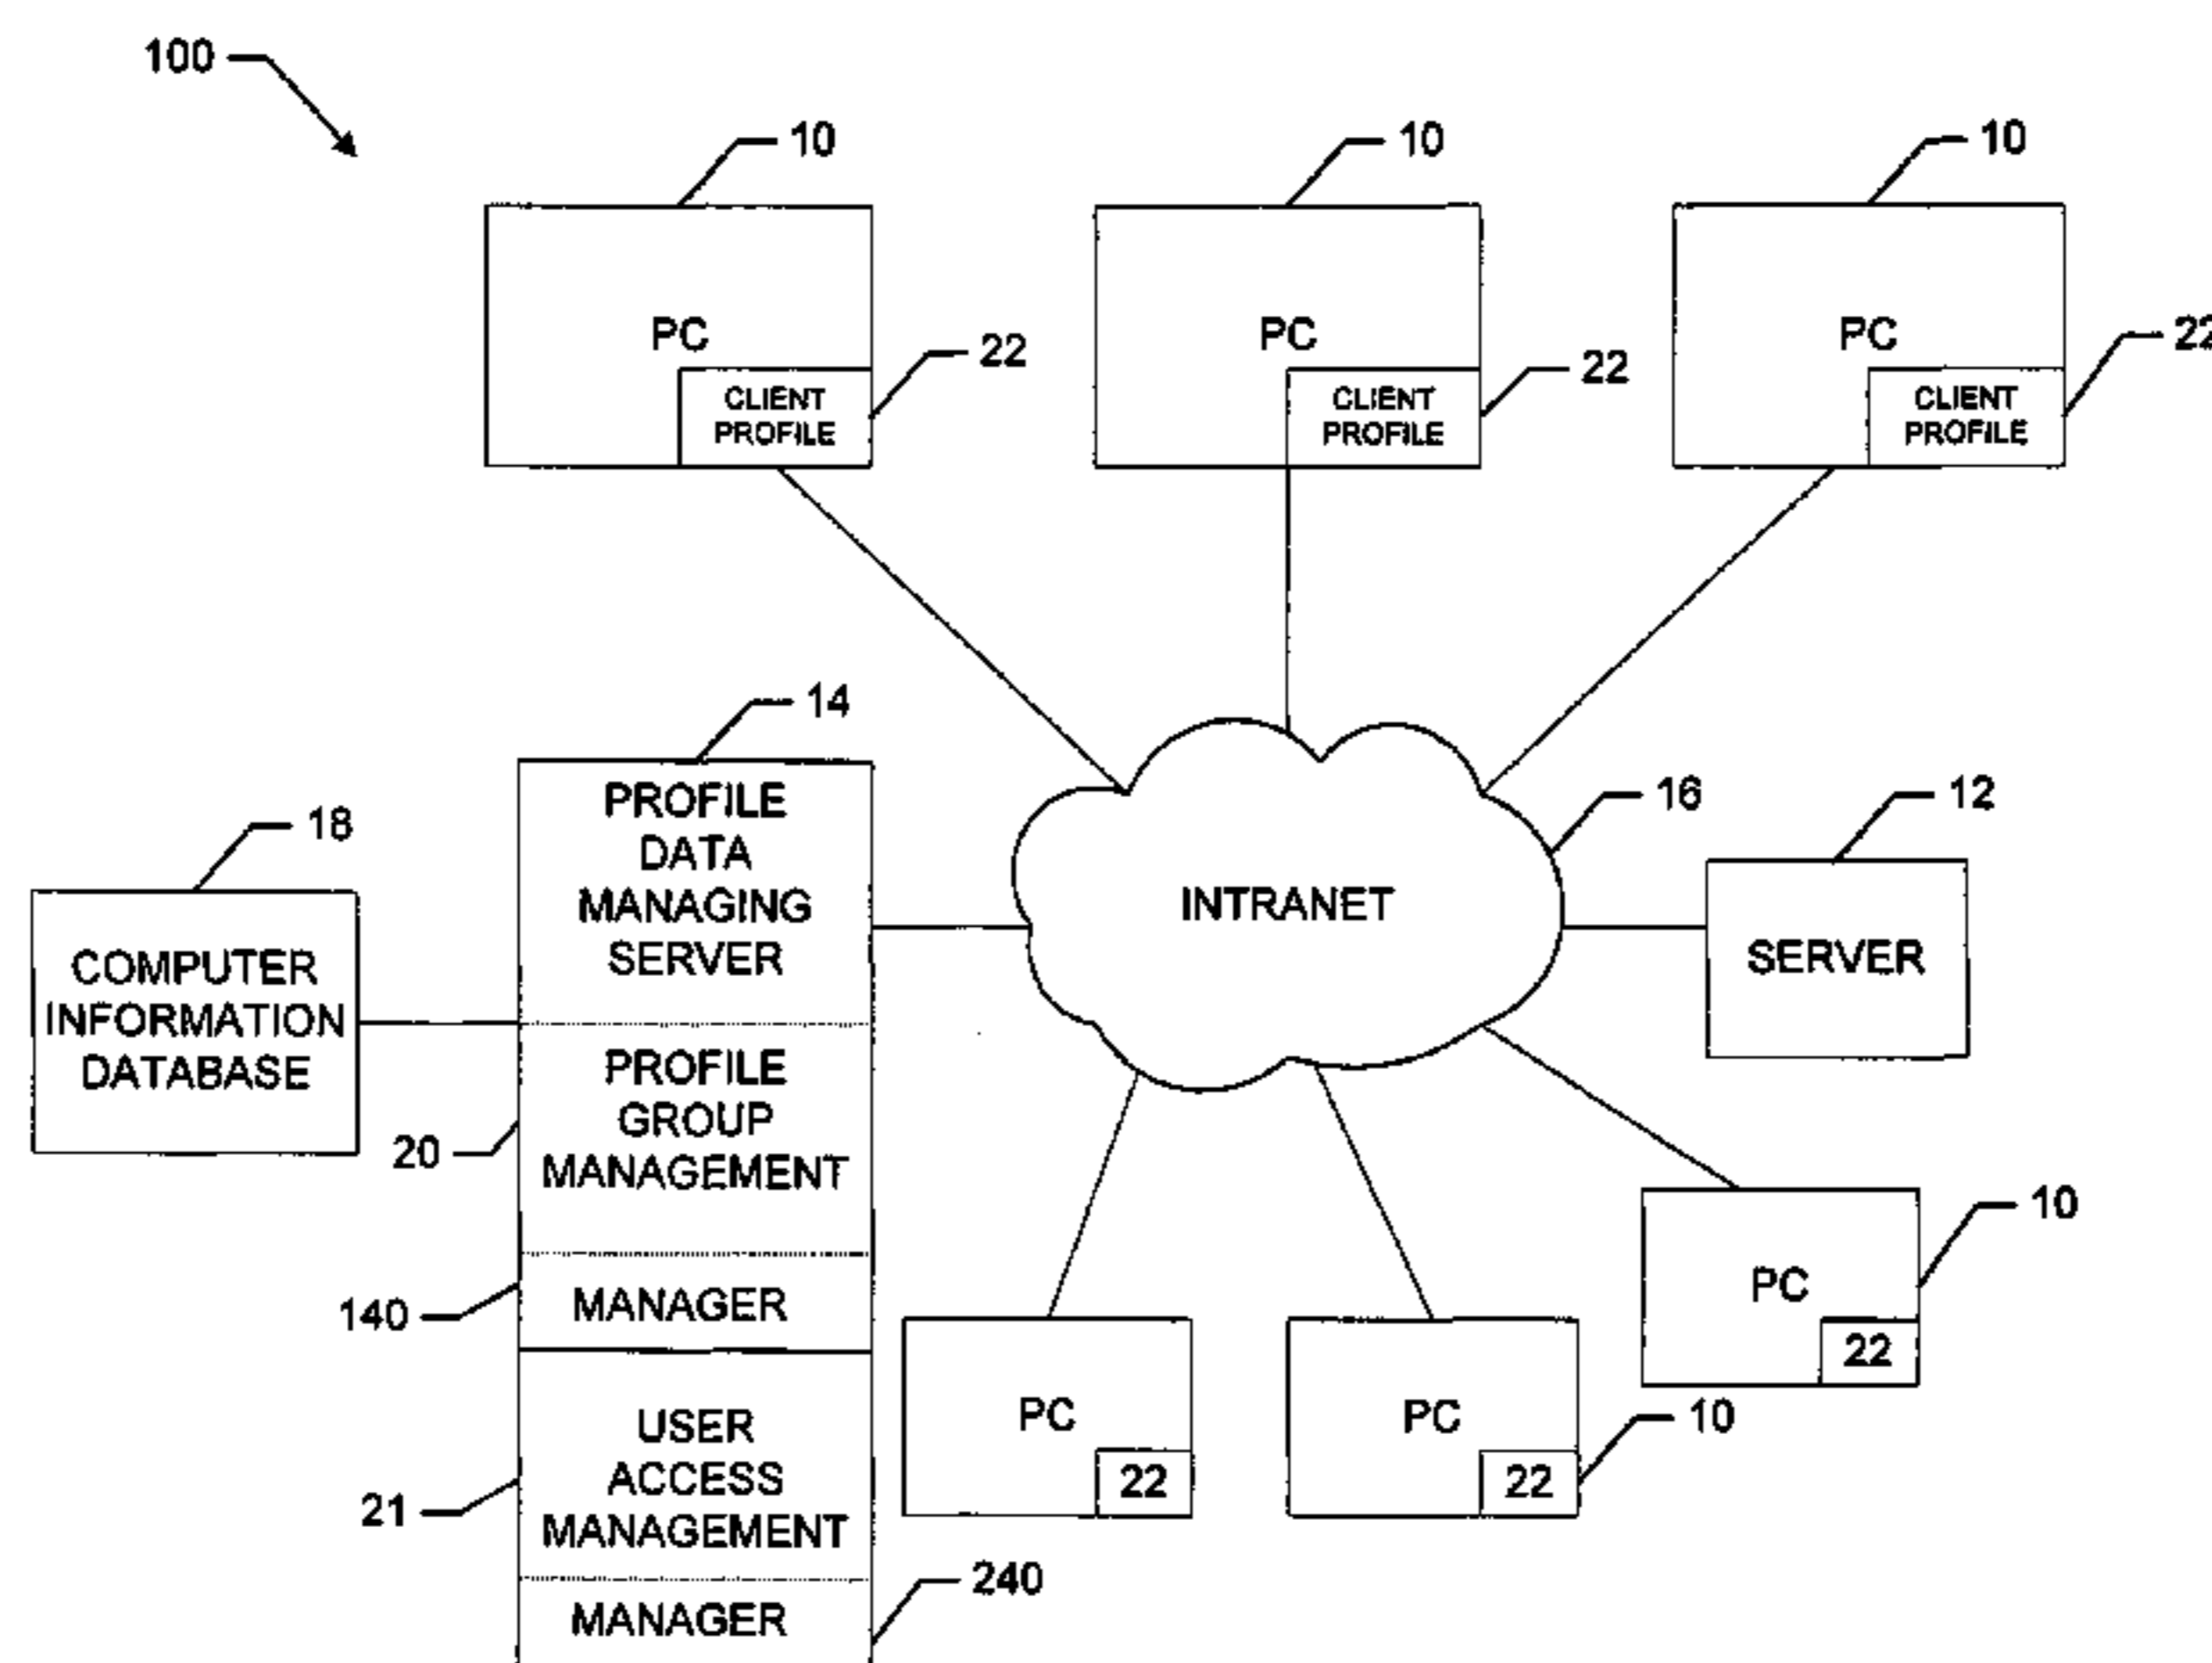 100
10
10
10
PC
CLIENT
PROFILE
22
PC
CLIENT
PROFILE
22
PC
CLIENT
PROFILE
22
14
PROFILE
DATA
MANAGING
SERVER
18
COMPUTER
INFORMATION
DATABASE
16
INTRANET
12
SERVER
20
PROFILE
GROUP
MANAGEMENT
140
MANAGER
21
USER
ACCESS
MANAGEMENT
MANAGER
240
PC
22
PC
22
10
PC
22
10